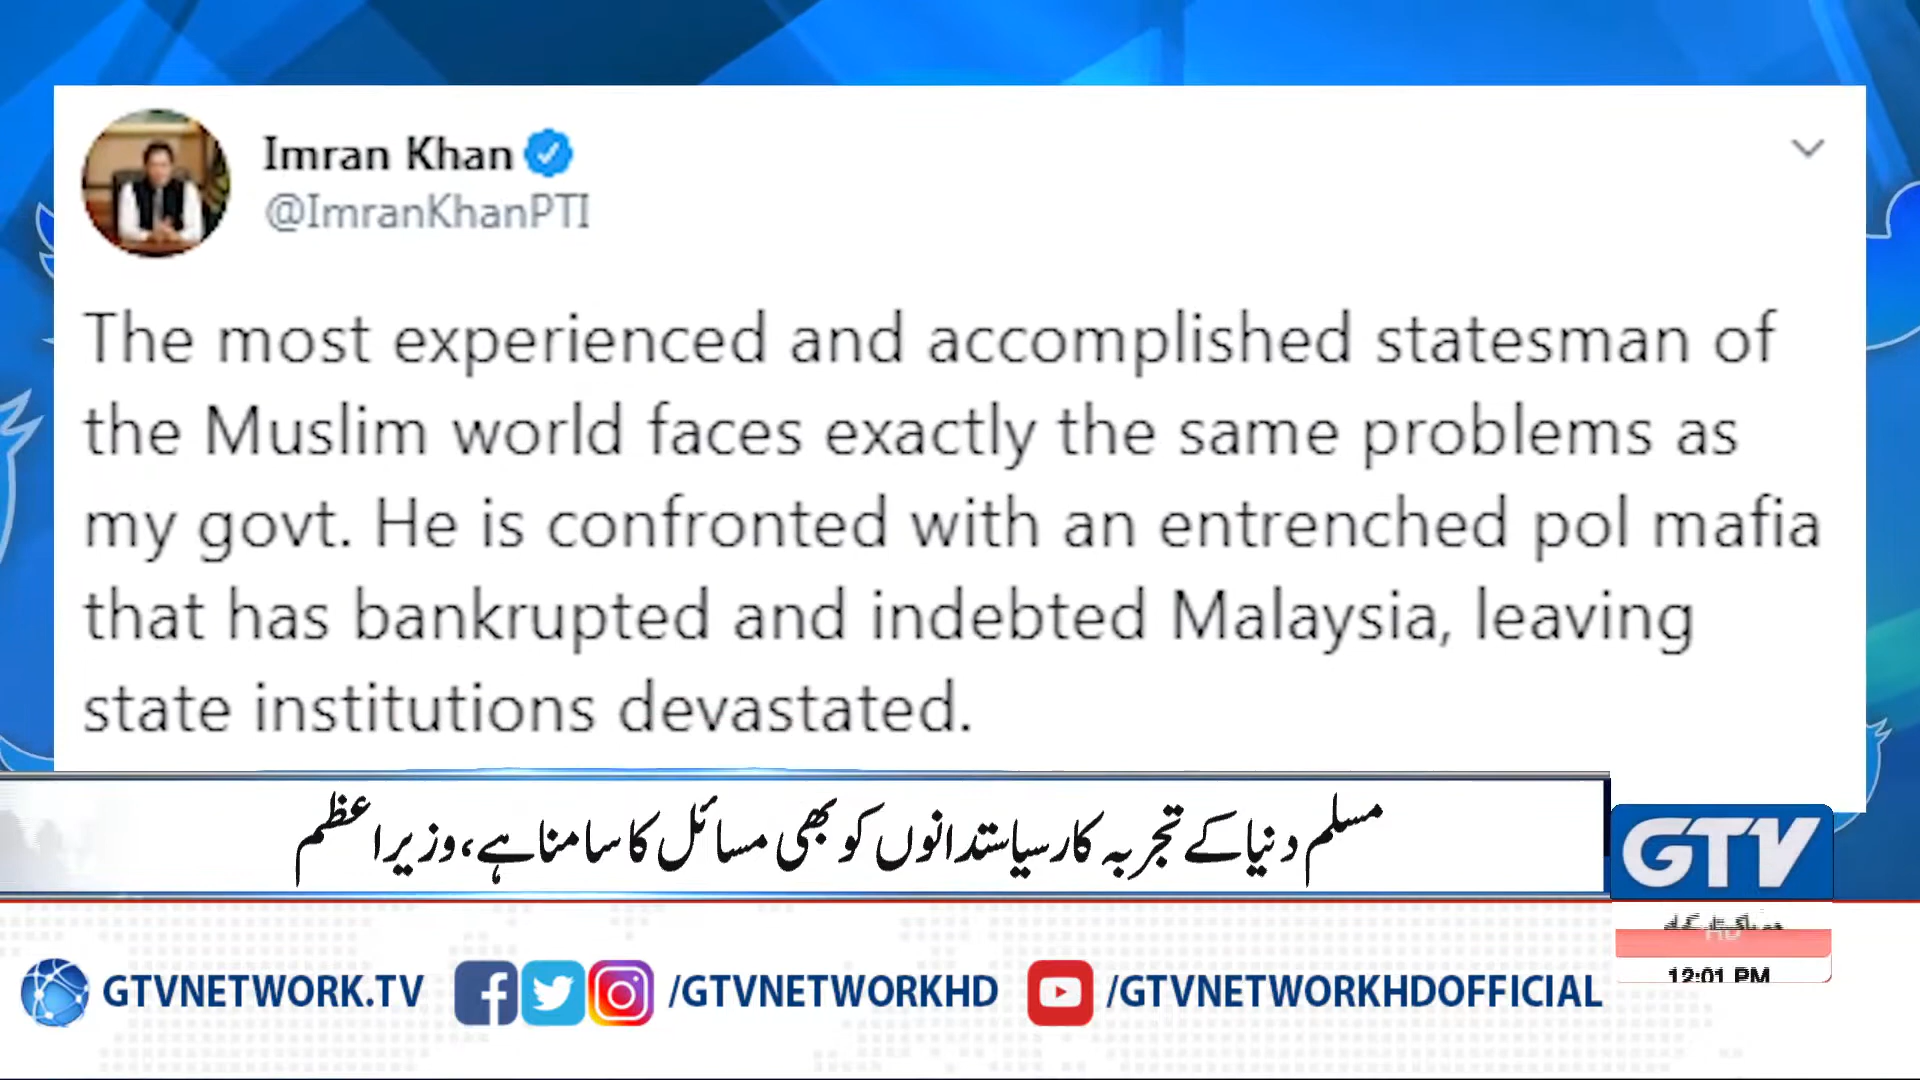 Imran Khan
@ImranKhanPTI
The most experienced and accomplished statesman of
the Muslim world faces exactly the same problems as
my govt. He is confronted with an entrenched pol mafia
that has bankrupted and indebted Malaysia, leaving
state institutions devastated.
مسلم دنیا کے تجربہ کار سیاستدانوں کو بھی مسائل کا سامنا ہے، وزیراعظم
GTV
HD
12:01 PM
GTVNETWORK.TV
/GTVNETWORKHD
/GTVNETWORKHDOFFICIAL